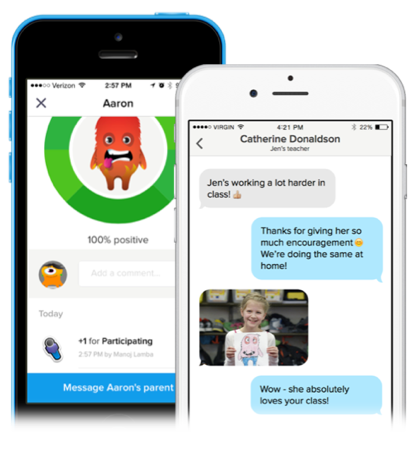 Verizon 2:57 PM
Aaron
100% positive
Add a comment...
Today
+1 for Participating
2:57 PM by Manoj Lamba
Message Aaron's parent
VIRGIN 4:21 PM 22%
Catherine Donaldson
Jen's teacher
Jen's working a lot harder in
class! 👍
Thanks for giving her so
much encouragement😊
We're doing the same at
home!
Wow - she absolutely
loves your class!